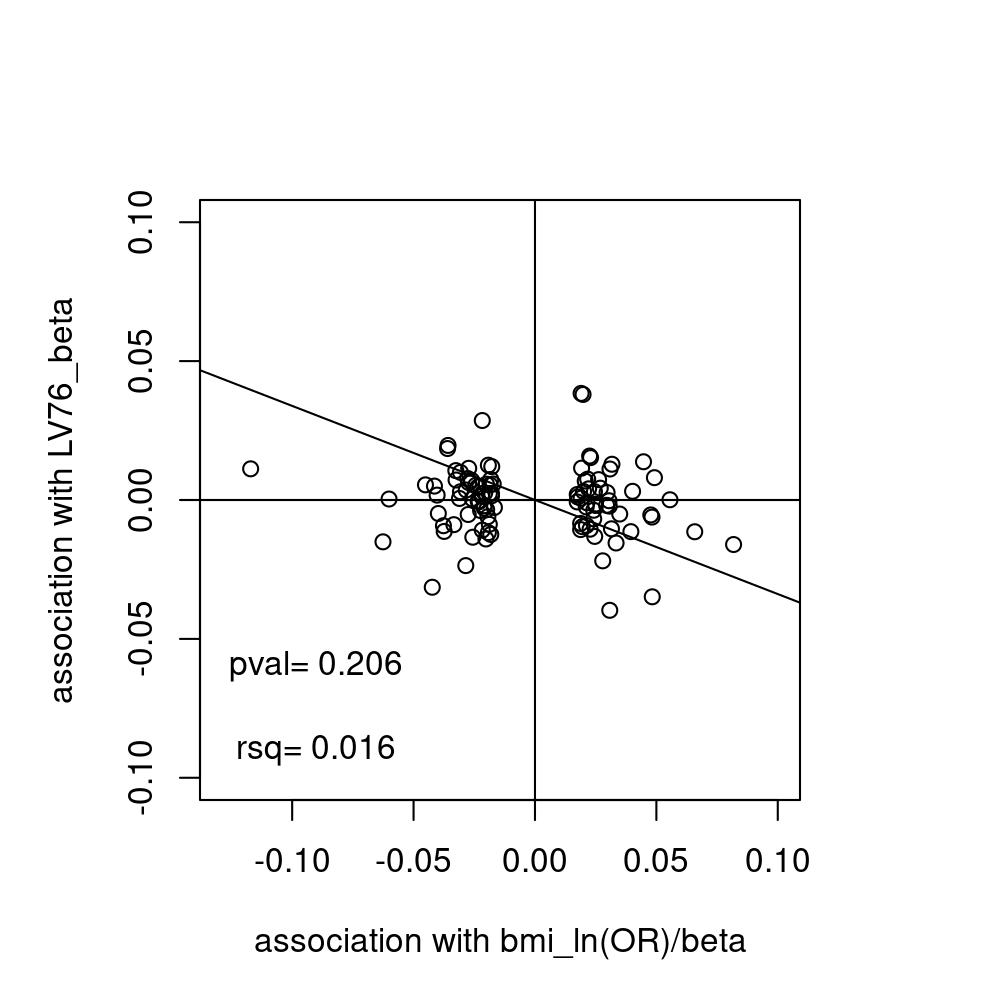 0.10
0.05
0.00
-0.05
-0.10
association with LV76_beta
pval= 0.206
rsq= 0.016
-0.10 -0.05 0.00 0.05 0.10
association with bmi_ln(OR)/beta